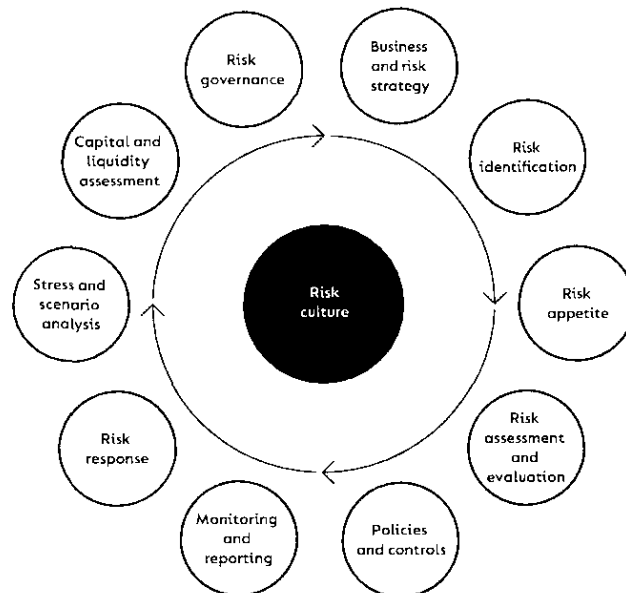 Risk
governance
Business
and risk
strategy
Risk
identification
Risk
appetite
Risk
assessment and
evaluation
Policies
and controls
Monitoring
and
reporting
Risk
response
Stress and
scenario
analysis
Capital and
liquidity
assessment
Risk
culture